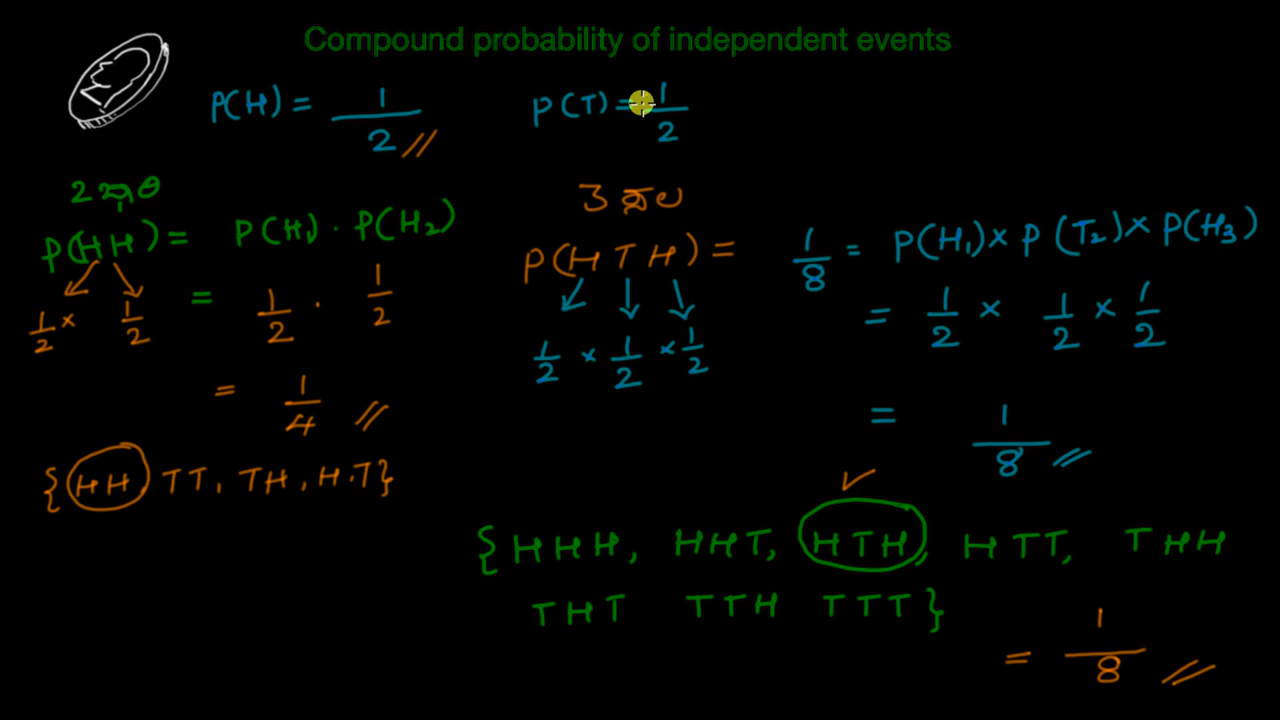 Compound probability of independent events
P(H) = 1/2 //
P(T) = 1/2
2
P(HH) = P(H₁) · P(H₂)
1/2 × 1/2
= 1/2 · 1/2
= 1/4 //
{HH, TT, TH, H.T}
3
P(HTH) = 1/8 = P(H₁) × P(T₂) × P(H₃)
1/2 × 1/2 × 1/2
= 1/2 × 1/2 × 1/2
= 1/8 //
{HHH, HHT, HTH, HTT, THH
THT TTH TTT}
= 1/8 //